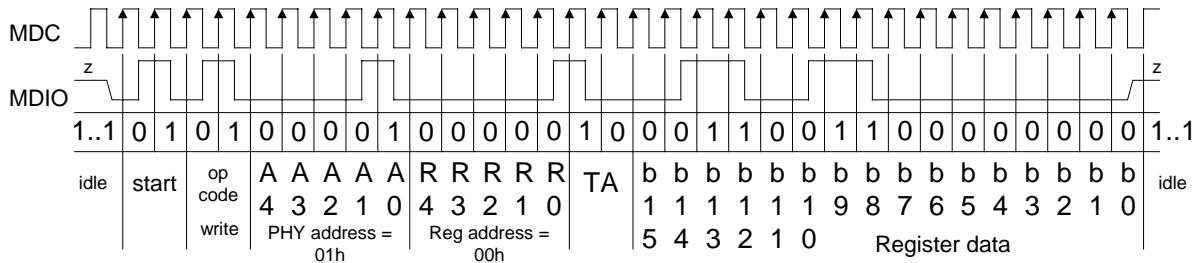 MDC
z z
MDIO
1..1 0 1 0 1 0 0 0 0 1 0 0 0 0 0 1 0 0 0 1 1 0 0 1 1 0 0 0 0 0 0 0 0 1..1
idle start op A A A A A R R R R R TA b b b b b b b b b b b b b b b b idle
code 4 3 2 1 0 4 3 2 1 0 1 1 1 1 1 1 9 8 7 6 5 4 3 2 1 0
write PHY address = Reg address = 5 4 3 2 1 0 Register data
01h 00h